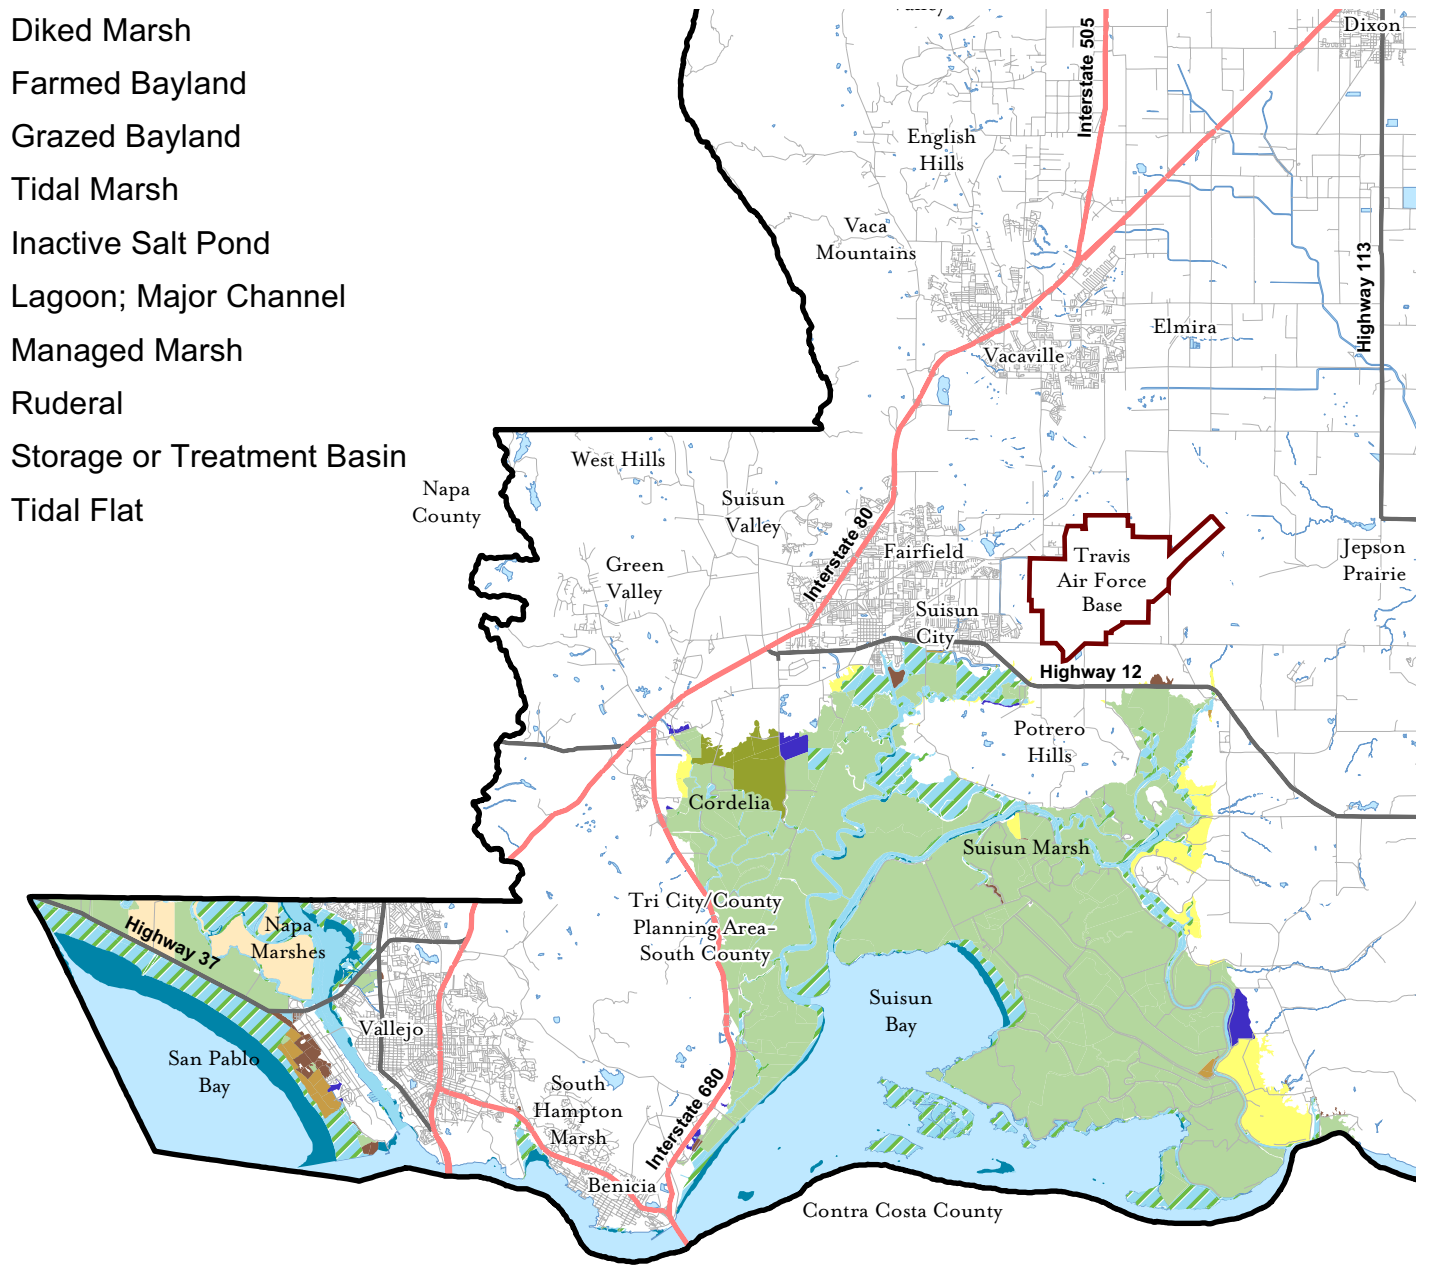 Diked Marsh
Farmed Bayland
Grazed Bayland
Tidal Marsh
Inactive Salt Pond
Lagoon; Major Channel
Managed Marsh
Ruderal
Storage or Treatment Basin
Tidal Flat
Dixon
Interstate 505
English
Hills
Vaca
Mountains
Highway 113
Elmira
Vacaville
West Hills
Napa
County
Suisun
Valley
Interstate 80
Fairfield
Travis
Air Force
Base
Jepson
Prairie
Green
Valley
Suisun
City
Highway 12
Potrero
Hills
Cordelia
Suisun Marsh
Tri City/County
Planning Area-
South County
Napa
Marshes
Highway 37
Suisun
Bay
Vallejo
San Pablo
Bay
South
Hampton
Marsh
Interstate 680
Benicia
Contra Costa County